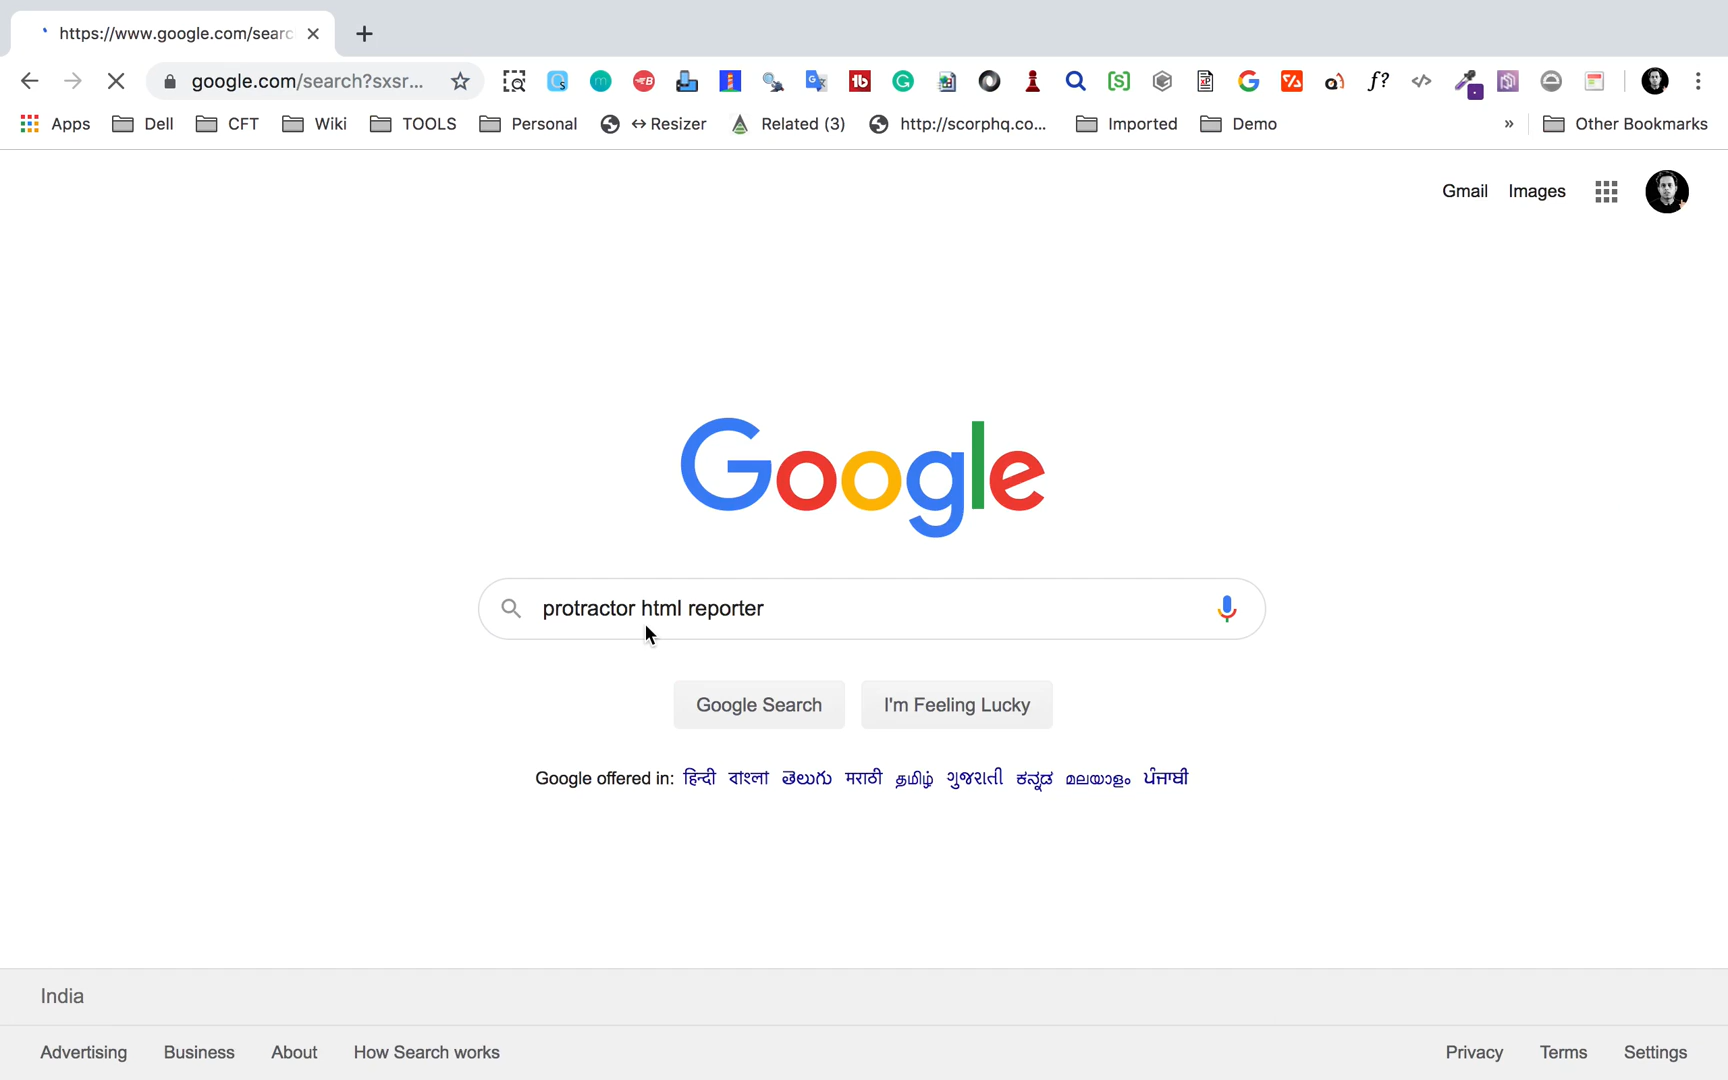 https://www.google.com/searc
google.com/search?sxsr...
Apps Dell CFT Wiki TOOLS Personal ↔Resizer Related (3) http://scorphq.co... Imported Demo » Other Bookmarks
Gmail Images
Google
protractor html reporter
Google Search I'm Feeling Lucky
Google offered in: हिन्दी বাংলা తెలుగు मराठी தமிழ் ગુજરાતી ಕನ್ನಡ മലയാളം ਪੰਜਾਬੀ
India
Advertising Business About How Search works Privacy Terms Settings